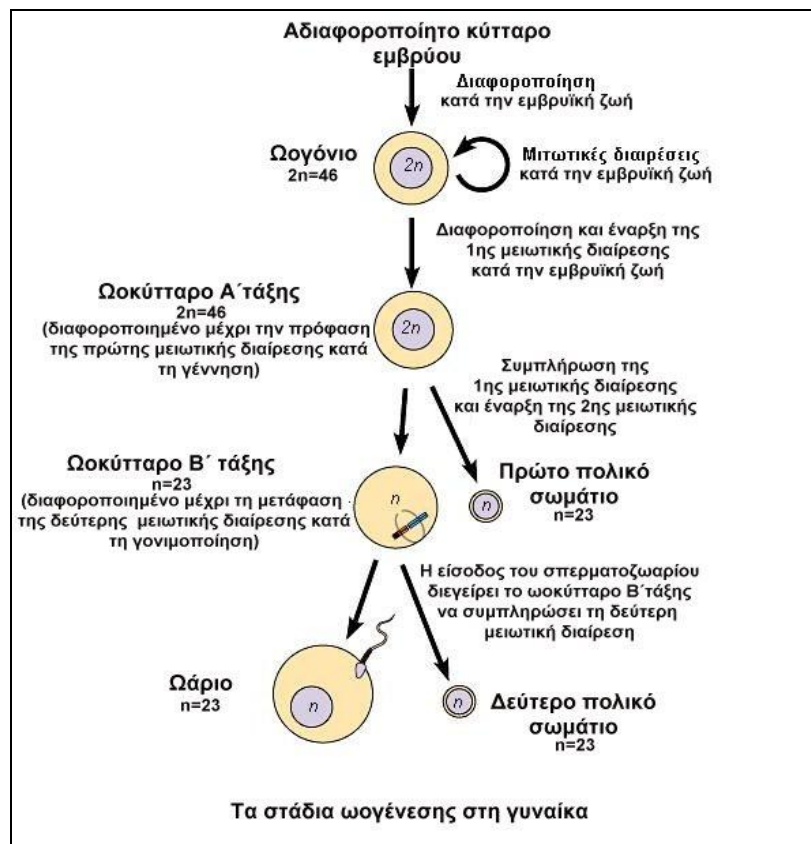 Αδιαφοροποίητο κύτταρο
εμβρύου
Διαφοροποίηση
κατά την εμβρυϊκή ζωή
Ωογόνιο
2n=46
2n
Μιτωτικές διαιρέσεις
κατά την εμβρυϊκή ζωή
Διαφοροποίηση και έναρξη της
1ης μειωτικής διαίρεσης
κατά την εμβρυϊκή ζωή
Ωοκύτταρο Α΄τάξης
2n=46
(διαφοροποιημένο μέχρι την πρόφαση
της πρώτης μειωτικής διαίρεσης κατά
τη γέννηση)
2n
Συμπλήρωση της
1ης μειωτικής διαίρεσης
και έναρξη της 2ης μειωτικής
διαίρεσης
Ωοκύτταρο Β΄ τάξης
n=23
(διαφοροποιημένο μέχρι τη μετάφαση
της δεύτερης μειωτικής διαίρεσης κατά
τη γονιμοποίηση)
n
n
Πρώτο πολικό
σωμάτιο
n=23
Η είσοδος του σπερματοζωαρίου
διεγείρει το ωοκύτταρο Β΄τάξης
να συμπληρώσει τη δεύτερη
μειωτική διαίρεση
Ωάριο
n=23
n
n
Δεύτερο πολικό
σωμάτιο
n=23
Τα στάδια ωογένεσης στη γυναίκα